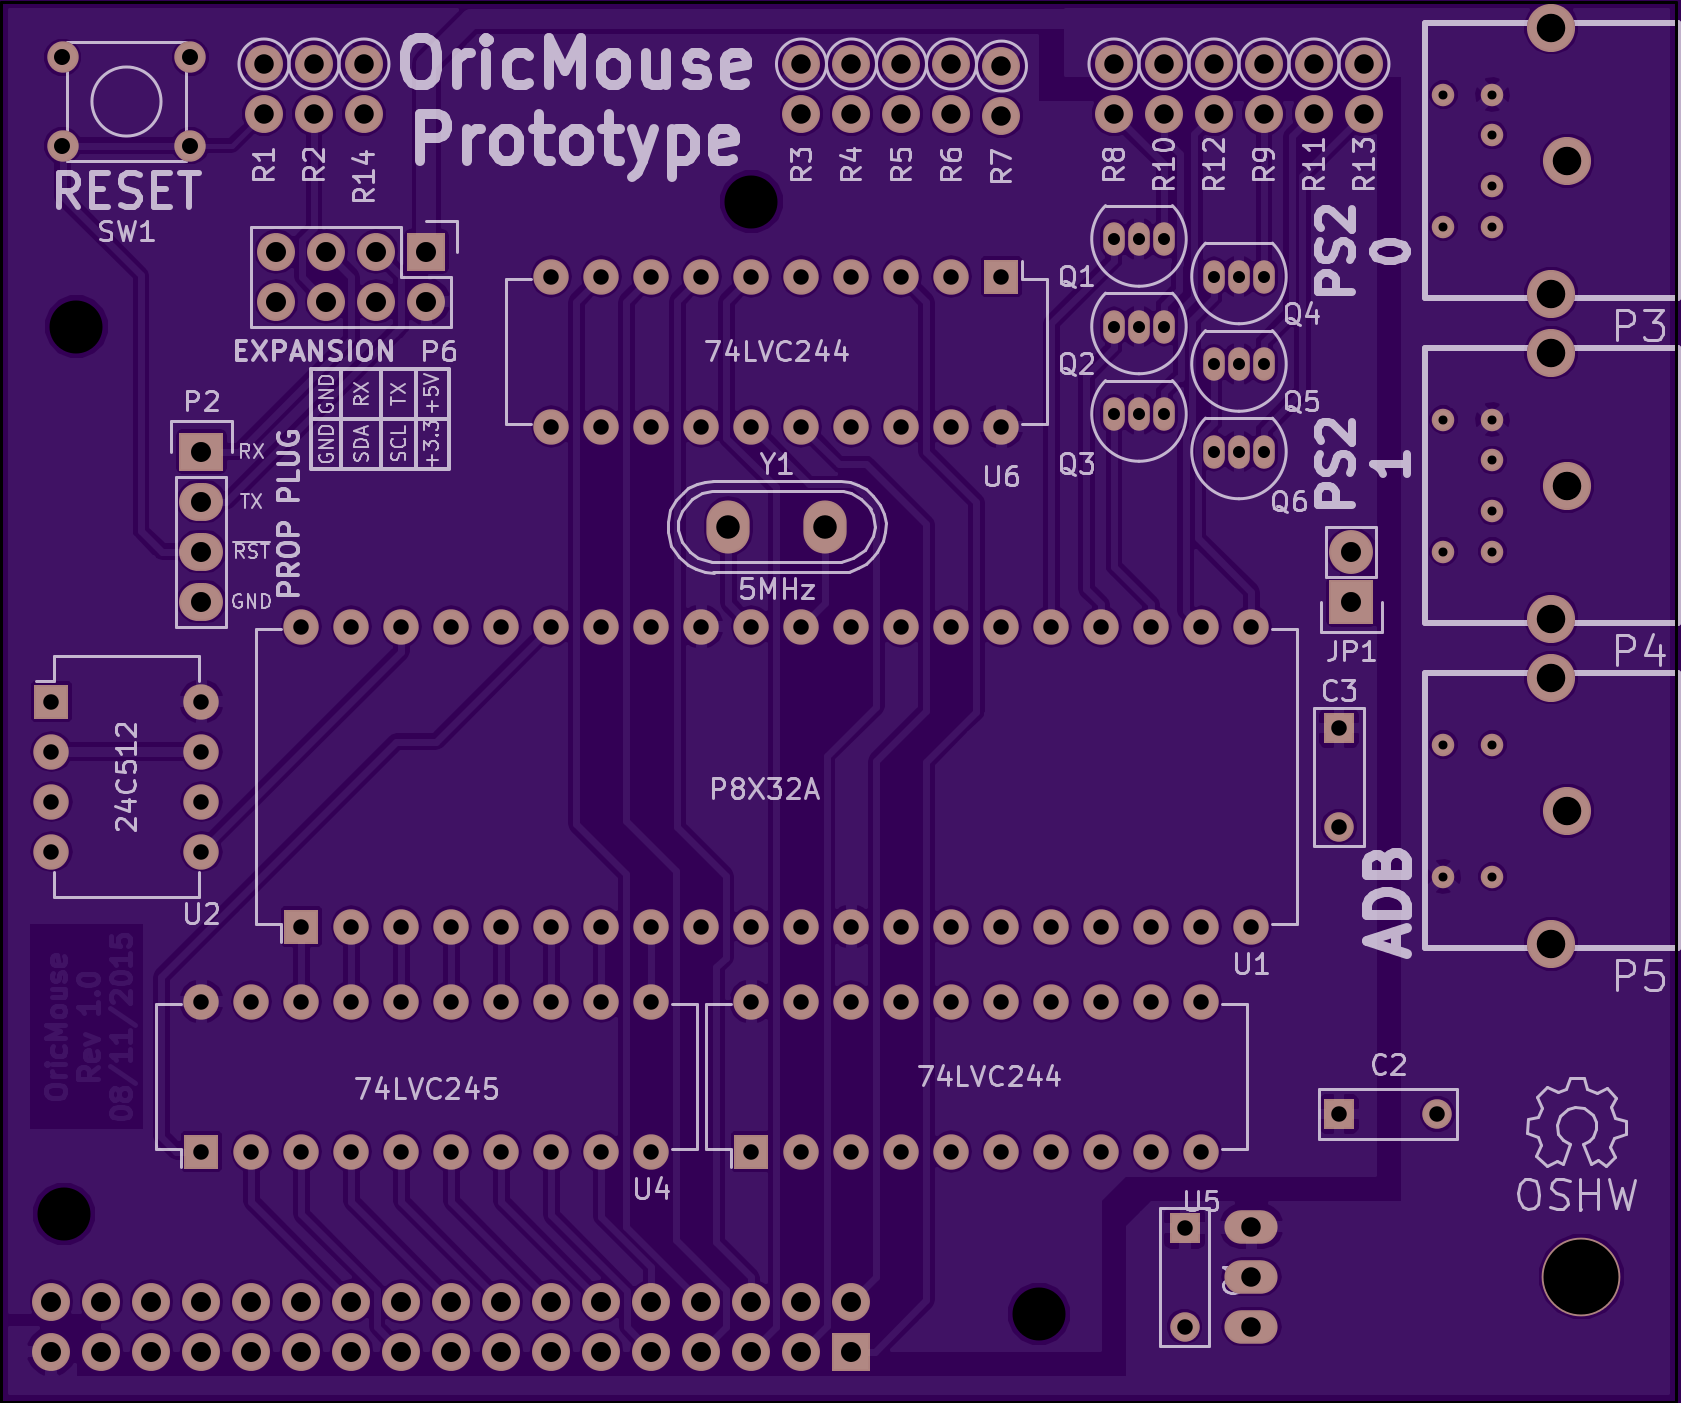 OricMouse
Prototype
R1
R2
R14
R3
R4
R5
R6
R7
R8
R10
R12
R9
R11
R13
RESET
SW1
PS2
0
Q1
Q4
P3
74LVC244
EXPANSION
P6
Q2
GND
RX
TX
+5V
GND
SDA
SCL
+3.3
P2
RX
TX
RST
GND
PROP PLUG
Q5
Y1
U6
Q3
Q6
PS2
1
5MHz
JP1
P4
C3
24C512
P8X32A
U2
ADB
U1
P5
OricMouse
Rev 1.0
08/11/2015
74LVC245
74LVC244
C2
U4
U5
OSHW